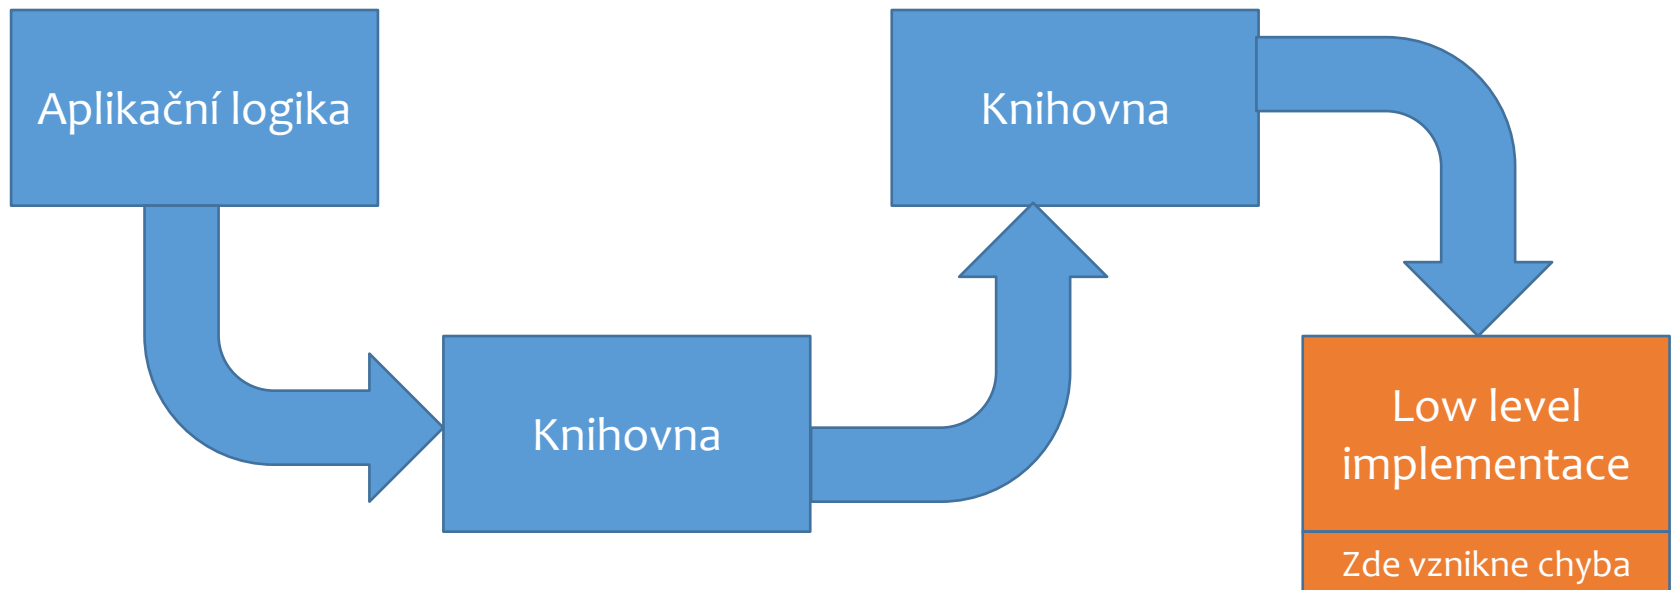 Aplikační logika
Knihovna
Knihovna
Low level
implementace
Zde vznikne chyba